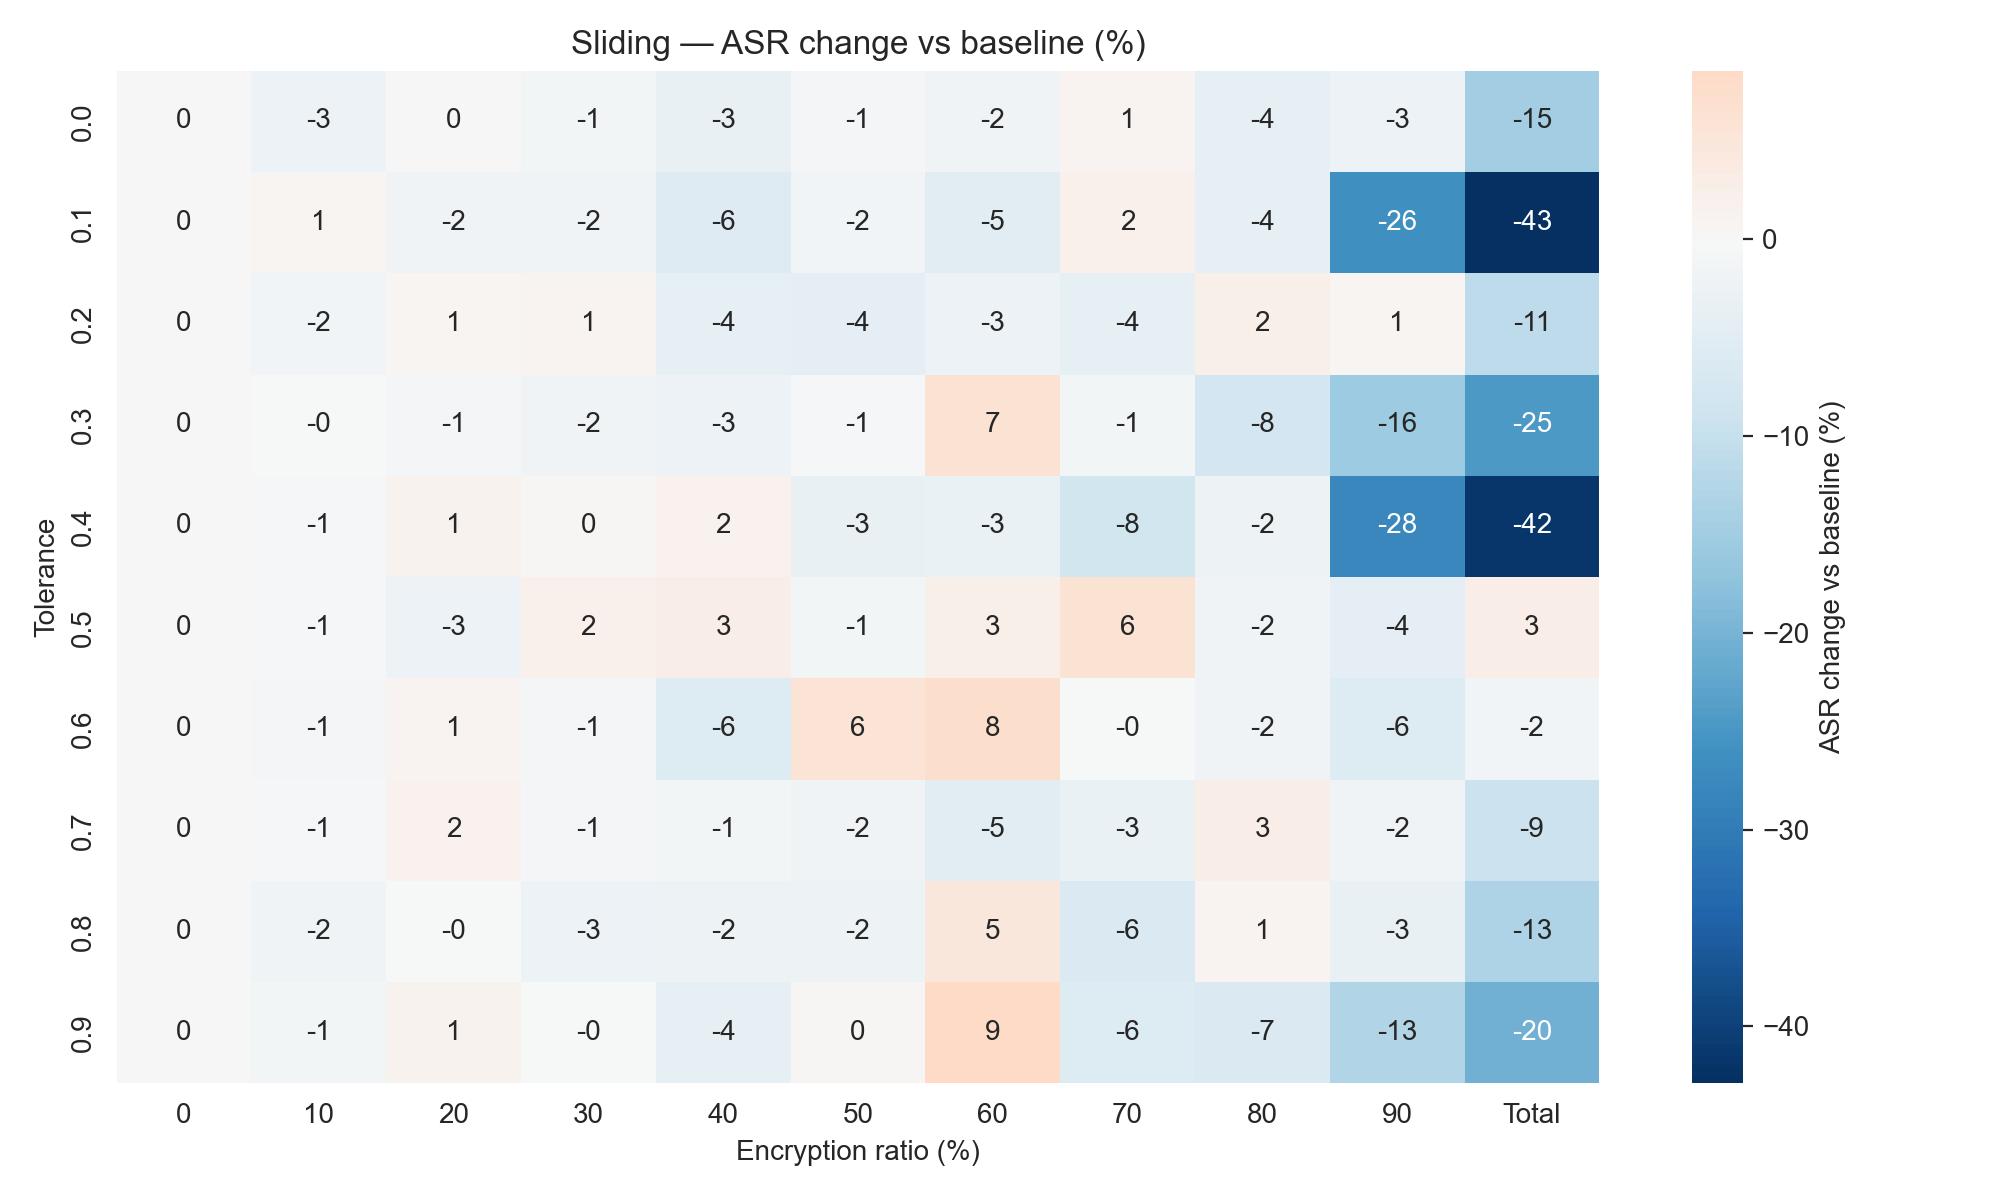 Sliding — ASR change vs baseline (%)
0.0 0 -3 0 -1 -3 -1 -2 1 -4 -3 -15
0.1 0 1 -2 -2 -6 -2 -5 2 -4 -26 -43
0.2 0 -2 1 1 -4 -4 -3 -4 2 1 -11
0.3 0 -0 -1 -2 -3 -1 7 -1 -8 -16 -25
0.4 0 -1 1 0 2 -3 -3 -8 -2 -28 -42
0.5 0 -1 -3 2 3 -1 3 6 -2 -4 3
0.6 0 -1 1 -1 -6 6 8 -0 -2 -6 -2
0.7 0 -1 2 -1 -1 -2 -5 -3 3 -2 -9
0.8 0 -2 -0 -3 -2 -2 5 -6 1 -3 -13
0.9 0 -1 1 -0 -4 0 9 -6 -7 -13 -20
0 10 20 30 40 50 60 70 80 90 Total
Encryption ratio (%)
Tolerance
0
−10
−20
−30
−40
ASR change vs baseline (%)